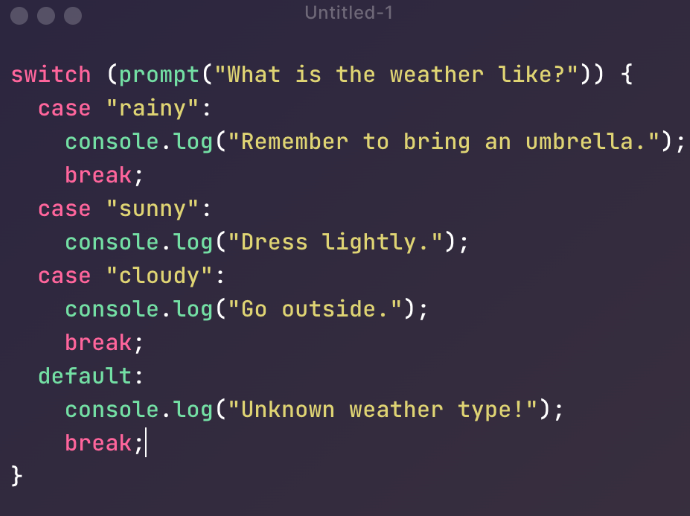 Untitled-1
switch (prompt("What is the weather like?")) {
  case "rainy":
    console.log("Remember to bring an umbrella.");
    break;
  case "sunny":
    console.log("Dress lightly.");
  case "cloudy":
    console.log("Go outside.");
    break;
  default:
    console.log("Unknown weather type!");
    break;
}